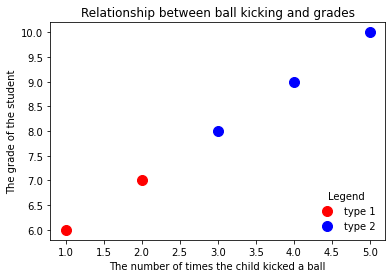 Relationship between ball kicking and grades
The grade of the student
10.0
9.5
9.0
8.5
8.0
7.5
7.0
6.5
6.0
Legend
type 1
type 2
1.0 1.5 2.0 2.5 3.0 3.5 4.0 4.5 5.0
The number of times the child kicked a ball